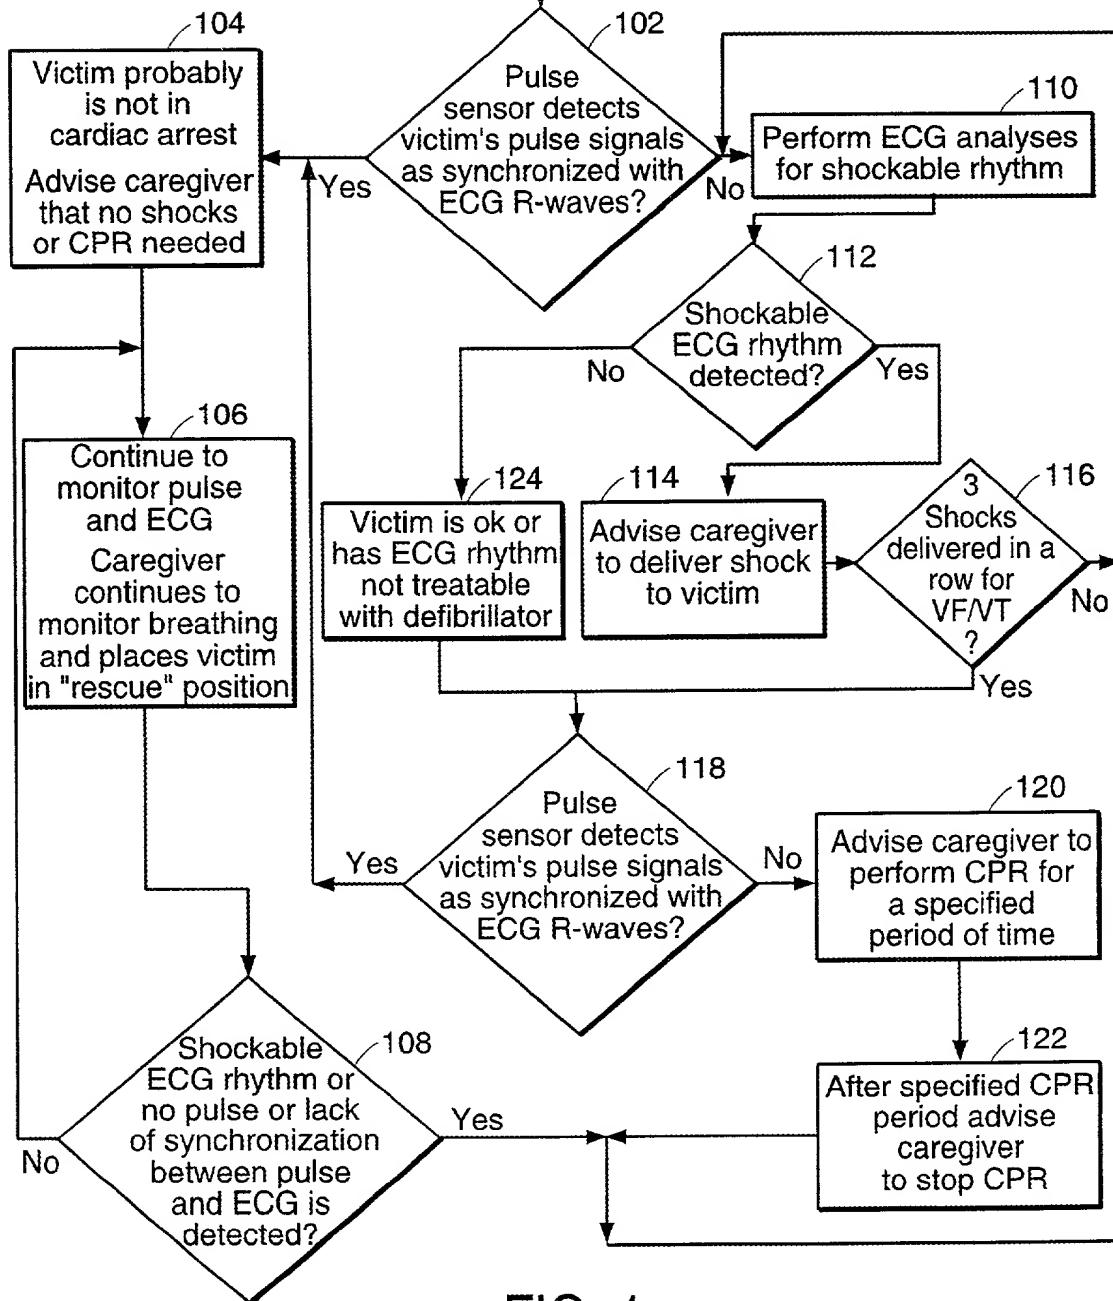 104
Victim probably
is not in
cardiac arrest
Advise caregiver
that no shocks
or CPR needed
102
Pulse
sensor detects
victim's pulse signals
as synchronized with
ECG R-waves?
Yes
No
110
Perform ECG analyses
for shockable rhythm
112
Shockable
ECG rhythm
detected?
No
Yes
106
Continue to
monitor pulse
and ECG
Caregiver
continues to
monitor breathing
and places victim
in "rescue" position
124
Victim is ok or
has ECG rhythm
not treatable
with defibrillator
114
Advise caregiver
to deliver shock
to victim
116
3
Shocks
delivered in a
row for
VF/VT
?
No
Yes
118
Pulse
sensor detects
victim's pulse signals
as synchronized with
ECG R-waves?
Yes
No
120
Advise caregiver to
perform CPR for
a specified
period of time
108
Shockable
ECG rhythm or
no pulse or lack
of synchronization
between pulse
and ECG is
detected?
No
Yes
122
After specified CPR
period advise
caregiver
to stop CPR